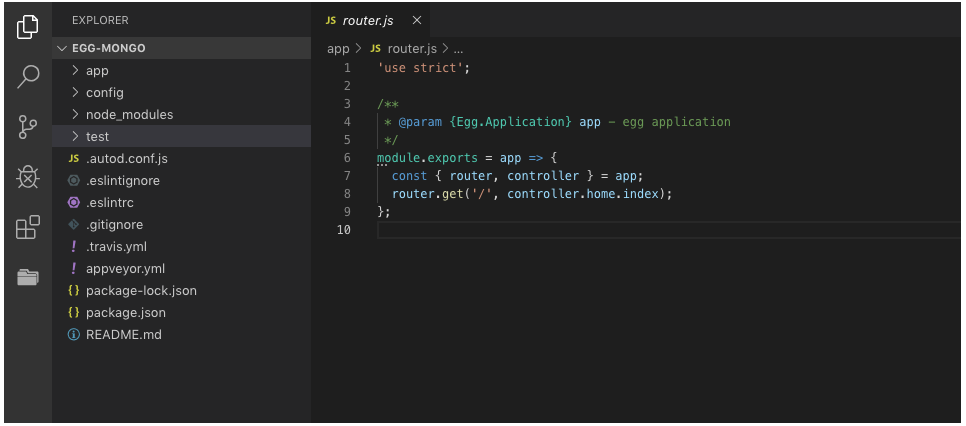 EXPLORER
EGG-MONGO
app
config
node_modules
test
JS .autod.conf.js
.eslintignore
.eslintrc
.gitignore
! .travis.yml
! appveyor.yml
{} package-lock.json
{} package.json
README.md
JS router.js ×
app > JS router.js > ...
1 'use strict';
2
3 /**
4 * @param {Egg.Application} app - egg application
5 */
6 module.exports = app => {
7 const { router, controller } = app;
8 router.get('/', controller.home.index);
9 };
10